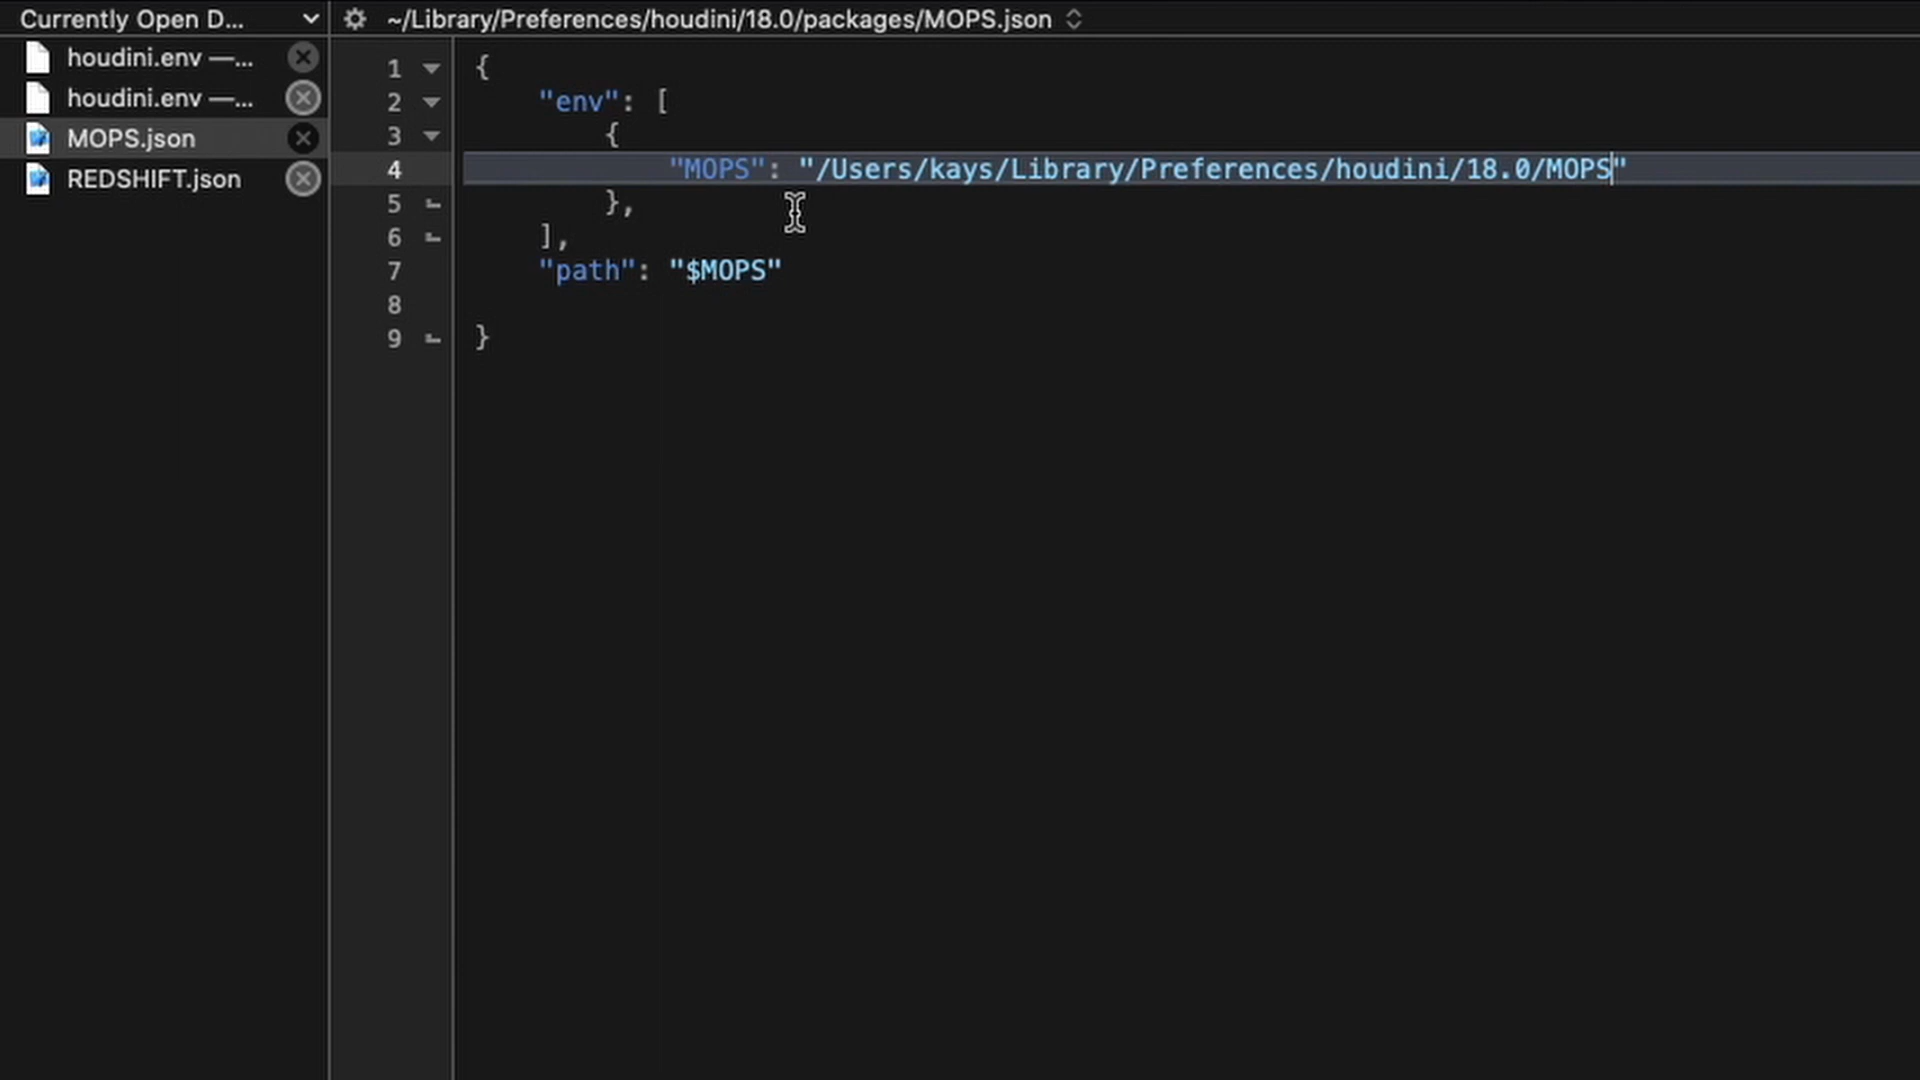 Currently Open D...
~/Library/Preferences/houdini/18.0/packages/MOPS.json
houdini.env —...
houdini.env —...
MOPS.json
REDSHIFT.json
1 {
2 "env": [
3 {
4 "MOPS": "/Users/kays/Library/Preferences/houdini/18.0/MOPS"
5 },
6 ],
7 "path": "$MOPS"
8
9 }